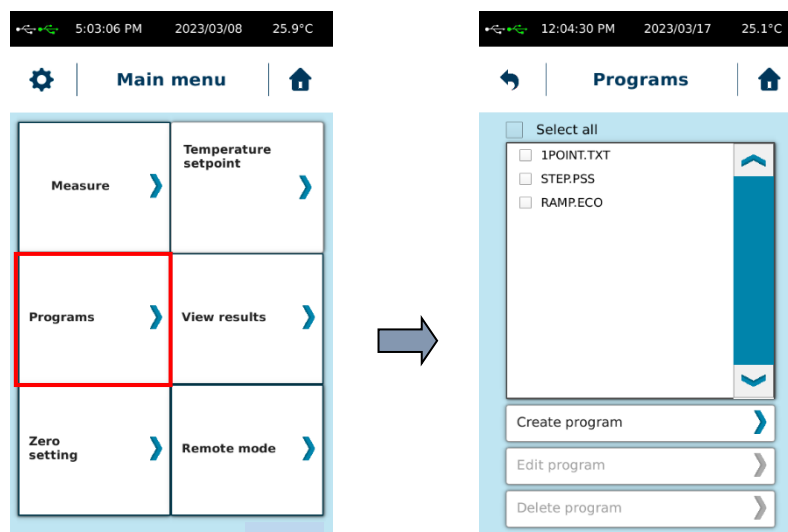 5:03:06 PM 2023/03/08 25.9°C
Main menu
Measure
Temperature
setpoint
Programs
View results
Zero
setting
Remote mode
12:04:30 PM 2023/03/17 25.1°C
Programs
Select all
1POINT.TXT
STEP.PSS
RAMP.ECO
Create program
Edit program
Delete program